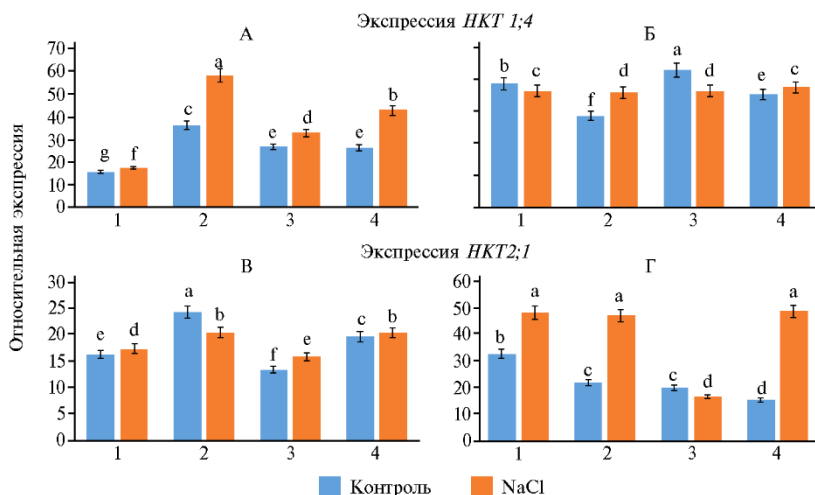 Экспрессия HKT 1;4
А
Б
Относительная экспрессия
70
60
50
40
30
20
10
0
g f c a e d e b
b c f d a d e c
1 2 3 4
1 2 3 4
Экспрессия HKT2;1
В
Г
30
25
20
15
10
5
0
e d a b f e c b
60
50
40
30
20
10
0
b a c a c d d a
1 2 3 4
1 2 3 4
Контроль NaCl